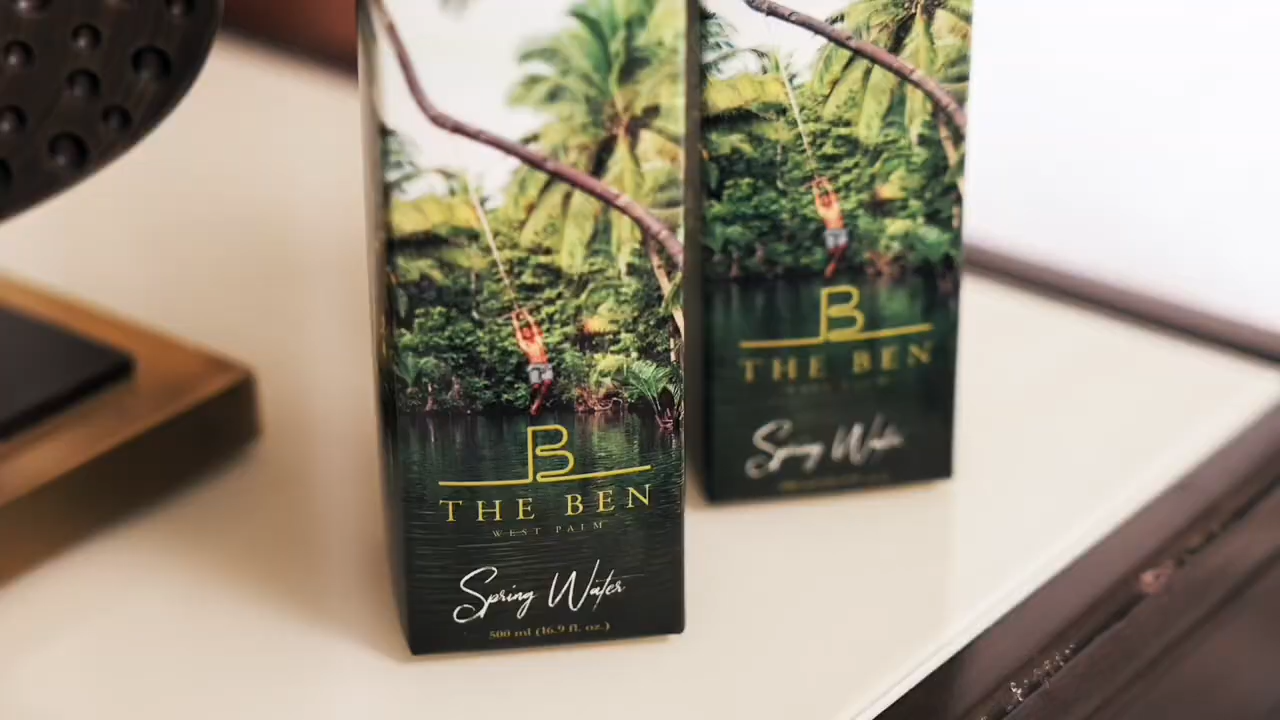 B
THE BEN
WEST PALM
Spring Water
500 ml (16.9 fl. oz.)
B
THE BEN
Spring Water